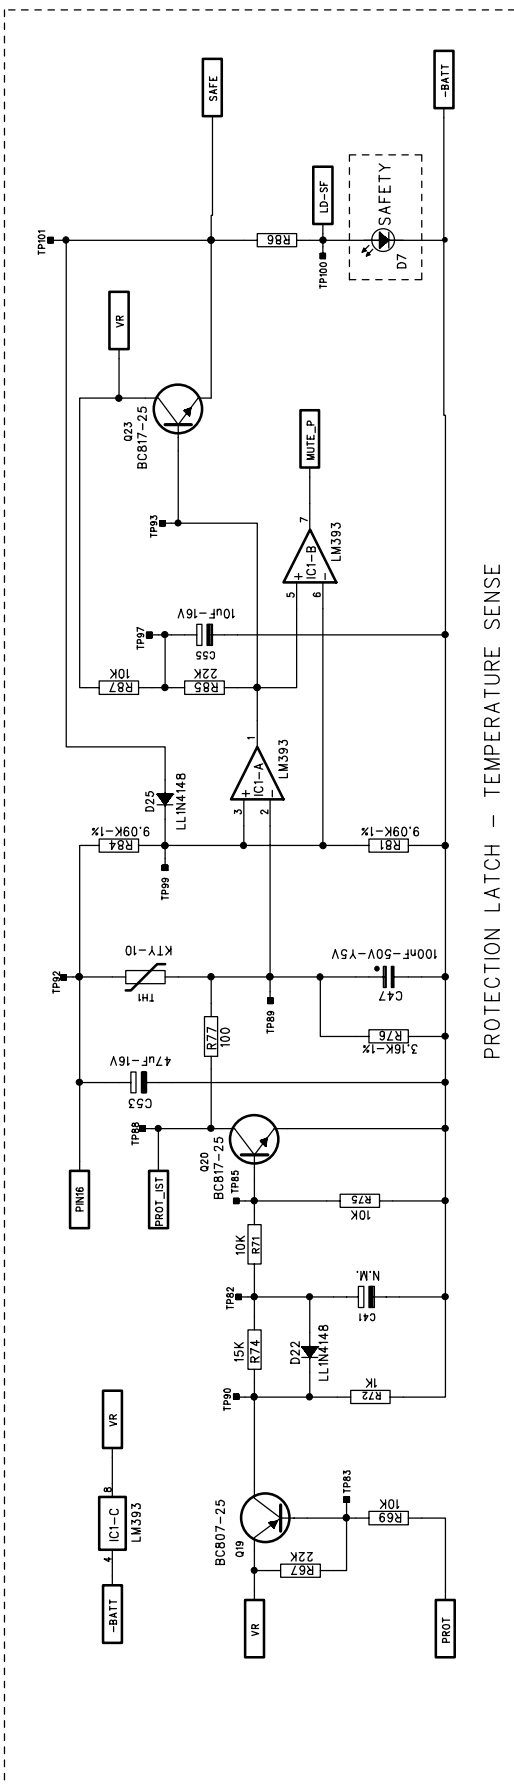 SAFE
-BATT
TP101
R86
LD-SF
TP100
SAFETY
D7
VR
Q23
BC817-25
TP93
MUTE_P
7
IC1-B
LM393
+
-
5
6
TP97
10uF-16V
C55
R87
10K
R85
22K
1
IC1-A
LM393
+
-
3
2
D25
LL1N4148
R84
9.09K-1%
TP99
R81
9.09K-1%
TP92
TH1
KTY-10
R77
100
TP89
100nF-50V-Y5V
C47
R76
3.16K-1%
47uF-16V
C53
TP88
PIN16
PROT_IST
Q20
BC817-25
TP85
R75
10K
10K
R71
TP82
N.M.
C41
15K
R74
D22
LL1N4148
TP90
R72
1K
VR
8
IC1-C
LM393
4
-BATT
BC807-25
Q19
TP83
R69
10K
R67
22K
VR
PROT
PROTECTION LATCH - TEMPERATURE SENSE